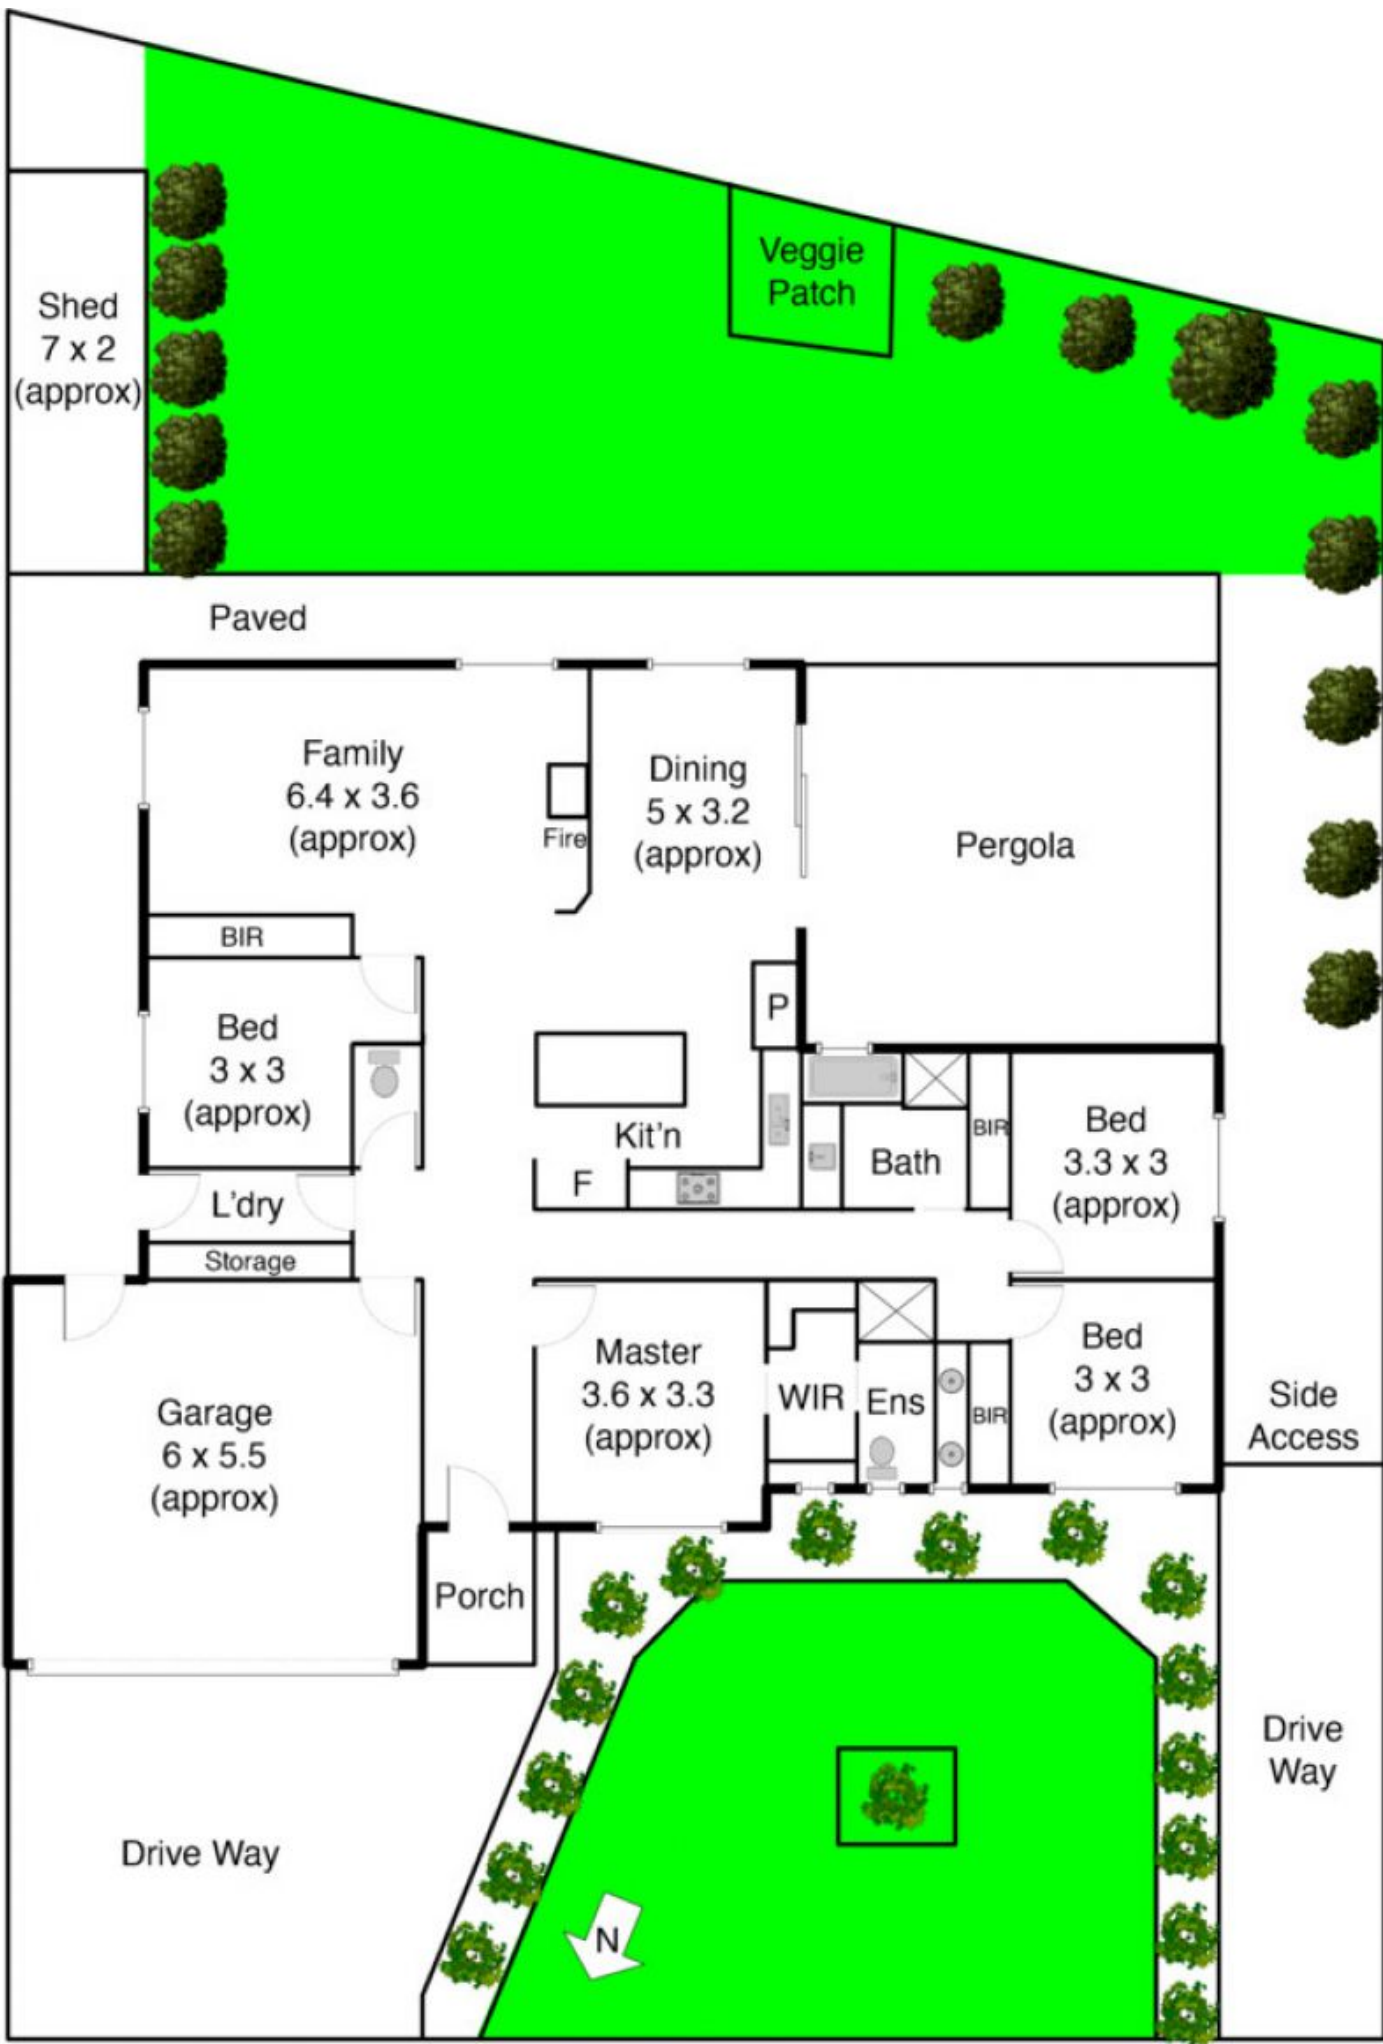 Veggie
Patch
Shed
7 x 2
(approx)
Paved
Family
6.4 x 3.6
(approx)
Fire
Dining
5 x 3.2
(approx)
Pergola
BIR
Bed
3 x 3
(approx)
P
Kit'n
F
Bath
BIR
Bed
3.3 x 3
(approx)
L'dry
Storage
Garage
6 x 5.5
(approx)
Master
3.6 x 3.3
(approx)
WIR
Ens
BIR
Bed
3 x 3
(approx)
Side
Access
Porch
Drive
Way
Drive Way
N